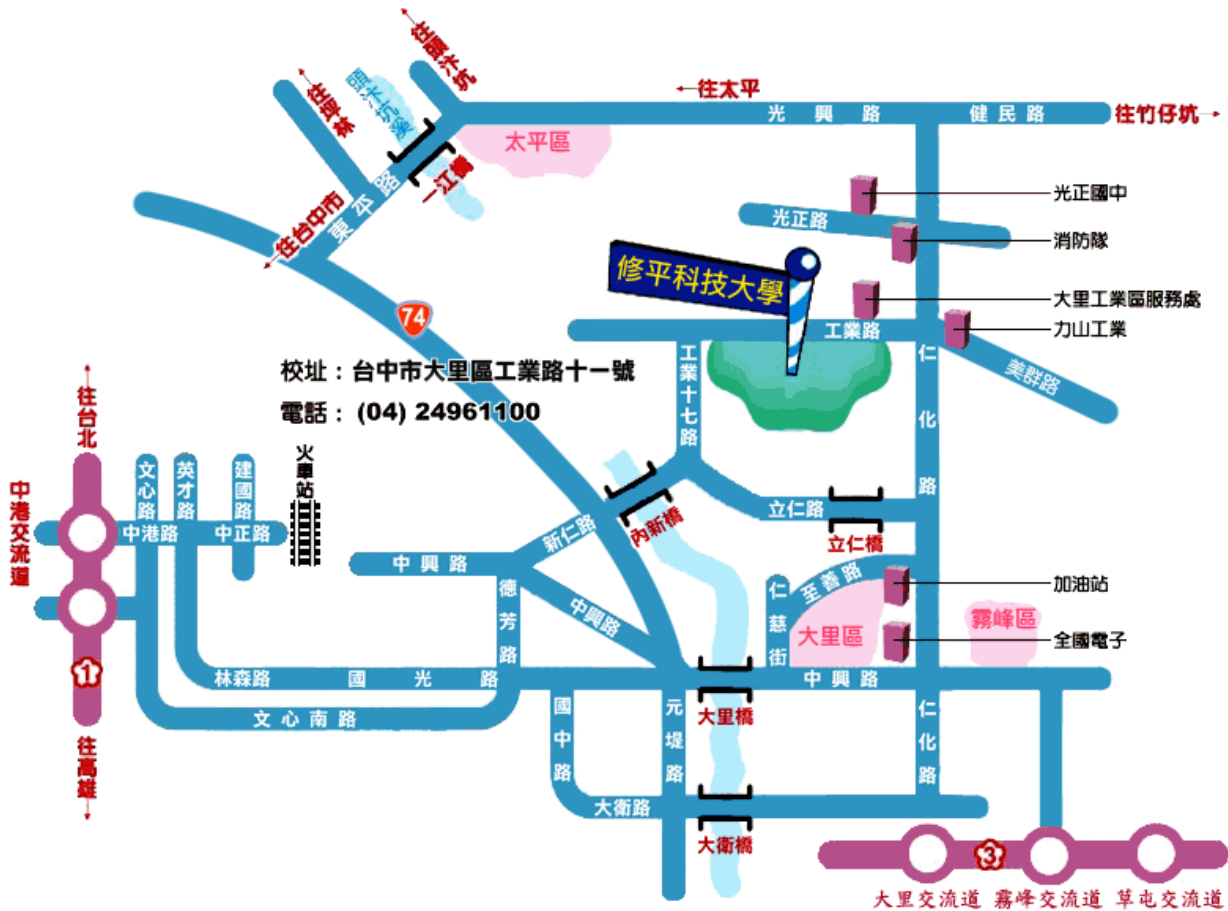 往頭汴坑
往坪林
頭汴坑溪
往太平
光興路
健民路
往竹仔坑
太平區
一江橋
東平路
往台中市
光正國中
光正路
消防隊
修平科技大學
大里工業區服務處
工業路
力山工業
美群路
74
校址：台中市大里區工業路十一號
電話： (04) 24961100
工業十七路
仁化路
往台北
中港交流道
文心路
英才路
建國路
火車站
中港路
中正路
新仁路
內新橋
立仁路
立仁橋
中興路
德芳路
中興路
仁慈街
至善路
加油站
大里區
霧峰區
全國電子
1
林森路
國光路
中興路
大里橋
文心南路
國中路
元堤路
仁化路
往高雄
大衛路
大衛橋
3
大里交流道
霧峰交流道
草屯交流道